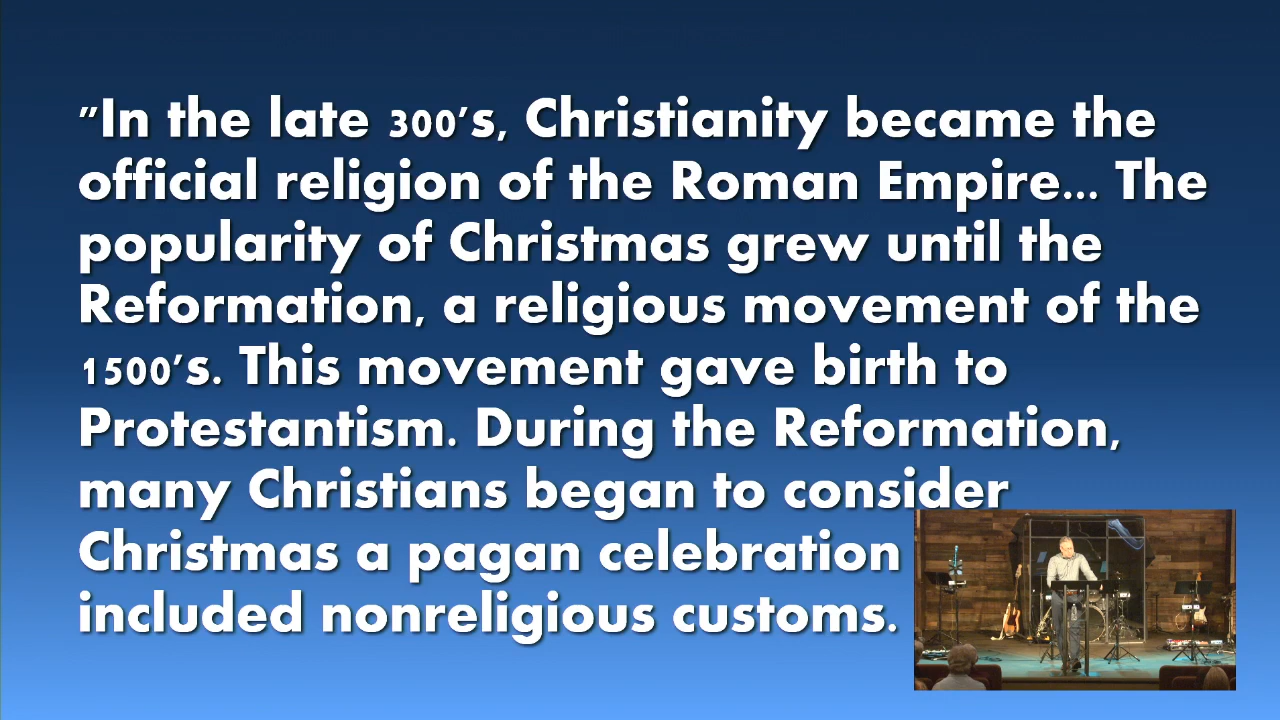 "In the late 300's, Christianity became the
official religion of the Roman Empire... The
popularity of Christmas grew until the
Reformation, a religious movement of the
1500's. This movement gave birth to
Protestantism. During the Reformation,
many Christians began to consider
Christmas a pagan celebration
included nonreligious customs.